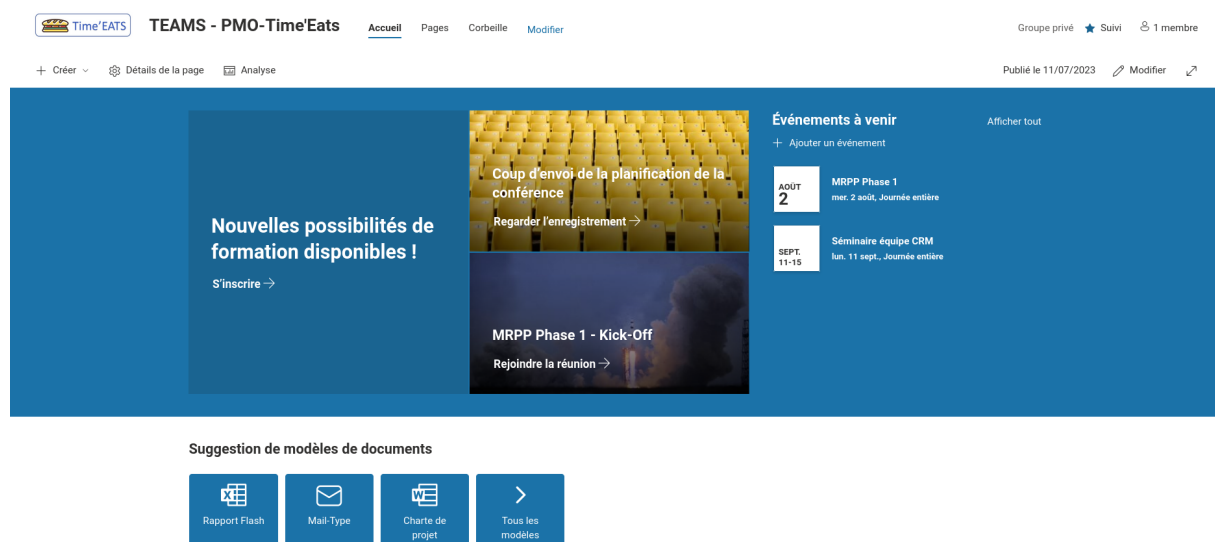 Time'EATS
TEAMS - PMO-Time'Eats
Accueil
Pages
Corbeille
Modifier
Groupe privé
Suivi
1 membre
Créer
Détails de la page
Analyse
Publié le 11/07/2023
Modifier
Nouvelles possibilités de
formation disponibles !
S'inscrire
Coup d'envoi de la planification de la
conférence
Regarder l'enregistrement
MRPP Phase 1 - Kick-Off
Rejoindre la réunion
Événements à venir
Afficher tout
Ajouter un événement
AOÛT
2
MRPP Phase 1
mer. 2 août, Journée entière
SEPT.
11-15
Séminaire équipe CRM
lun. 11 sept., Journée entière
Suggestion de modèles de documents
Rapport Flash
Mail-Type
Charte de
projet
Tous les
modèles